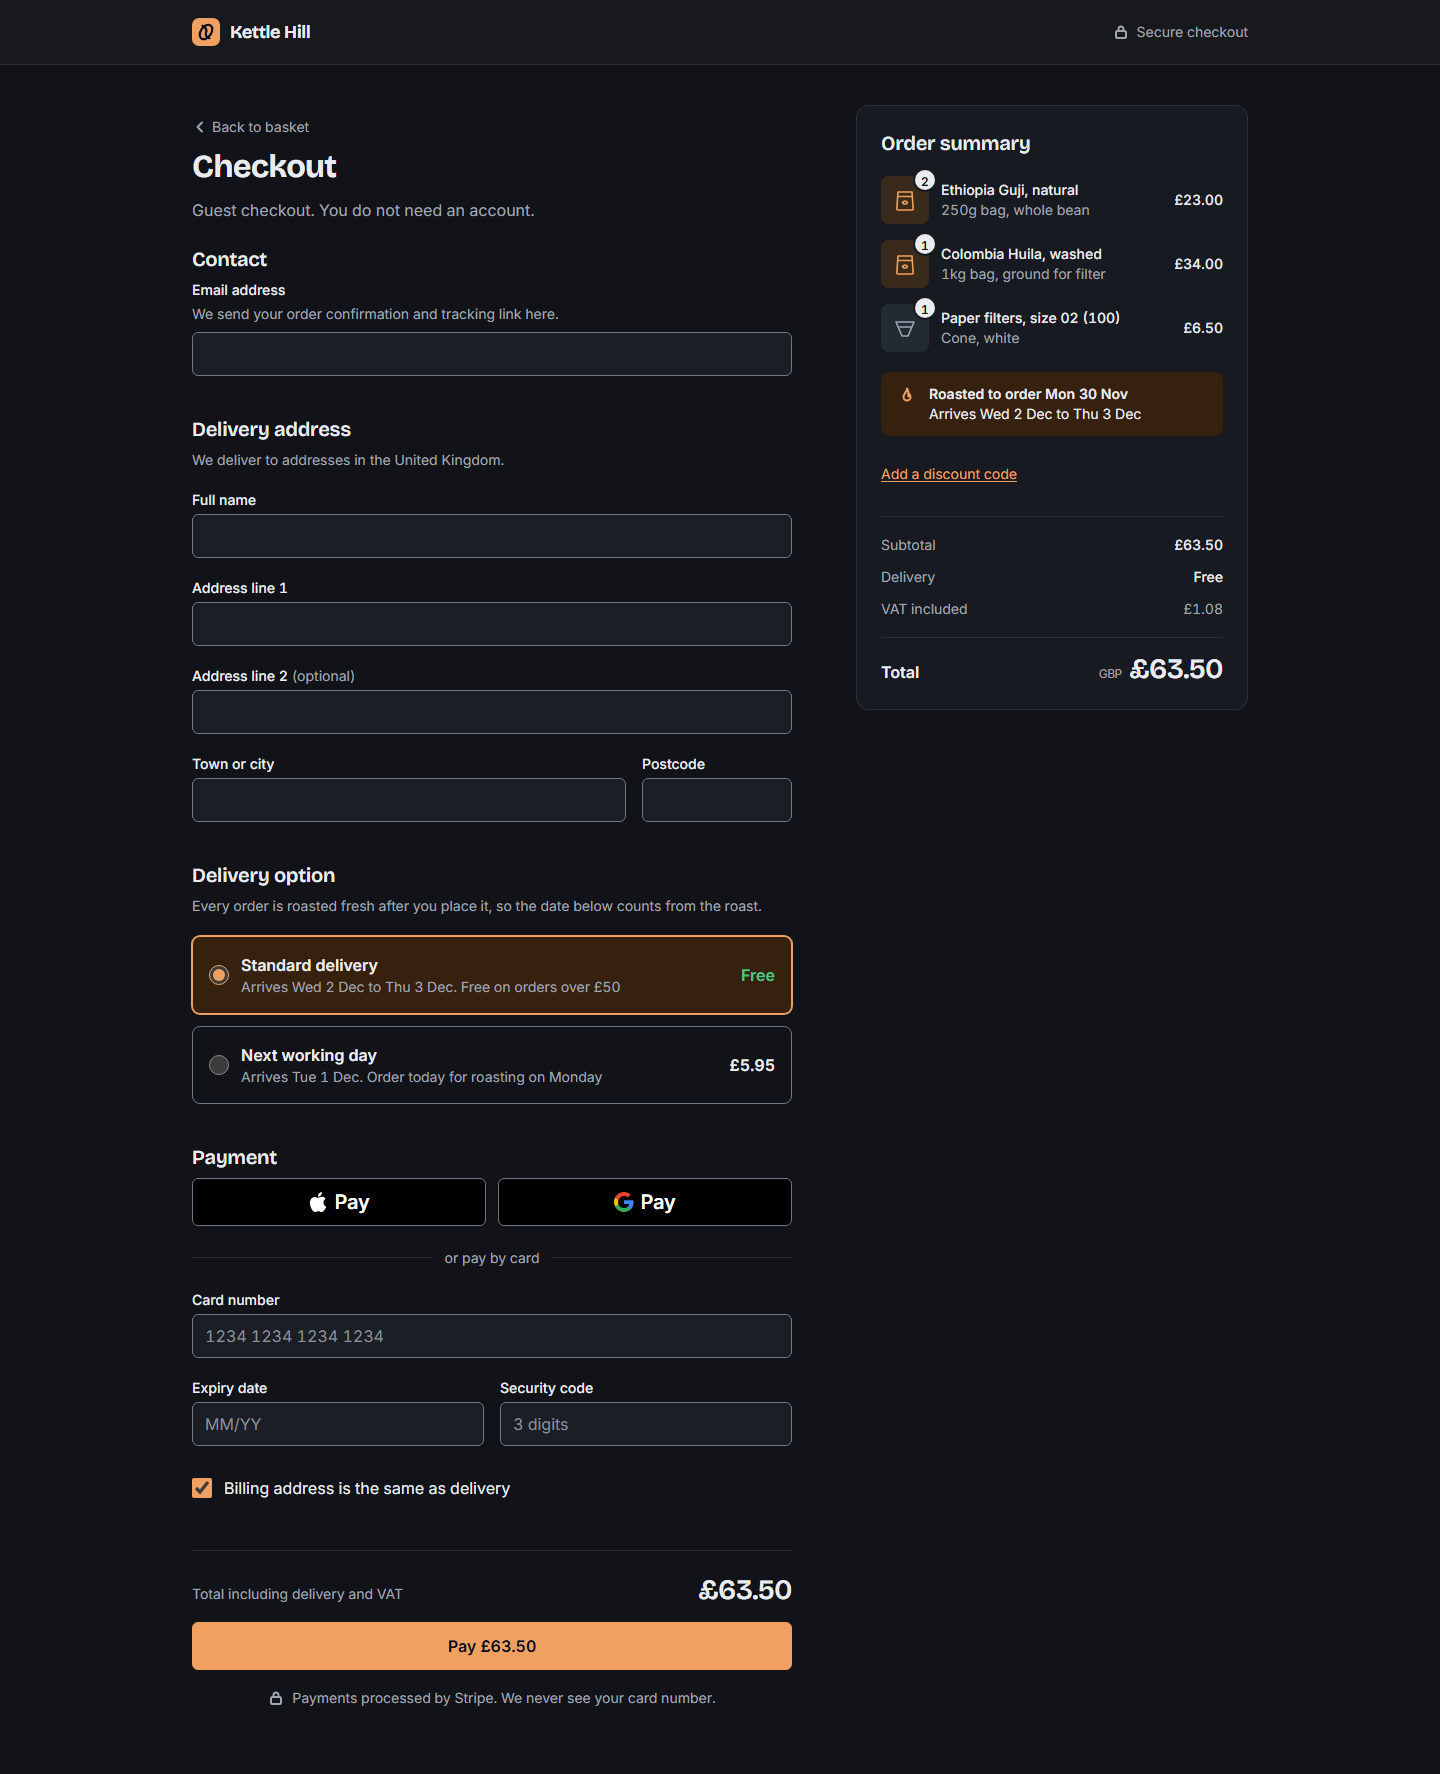 Kettle Hill
Secure checkout
Back to basket
Checkout
Guest checkout. You do not need an account.
Contact
Email address
We send your order confirmation and tracking link here.
Delivery address
We deliver to addresses in the United Kingdom.
Full name
Address line 1
Address line 2 (optional)
Town or city
Postcode
Delivery option
Every order is roasted fresh after you place it, so the date below counts from the roast.
Standard delivery
Arrives Wed 2 Dec to Thu 3 Dec. Free on orders over £50
Free
Next working day
Arrives Tue 1 Dec. Order today for roasting on Monday
£5.95
Payment
Pay
G Pay
or pay by card
Card number
1234 1234 1234 1234
Expiry date
Security code
MM/YY
3 digits
Billing address is the same as delivery
Total including delivery and VAT
£63.50
Pay £63.50
Payments processed by Stripe. We never see your card number.
Order summary
2
Ethiopia Guji, natural
250g bag, whole bean
£23.00
1
Colombia Huila, washed
1kg bag, ground for filter
£34.00
1
Paper filters, size 02 (100)
Cone, white
£6.50
Roasted to order Mon 30 Nov
Arrives Wed 2 Dec to Thu 3 Dec
Add a discount code
Subtotal
£63.50
Delivery
Free
VAT included
£1.08
Total
GBP £63.50